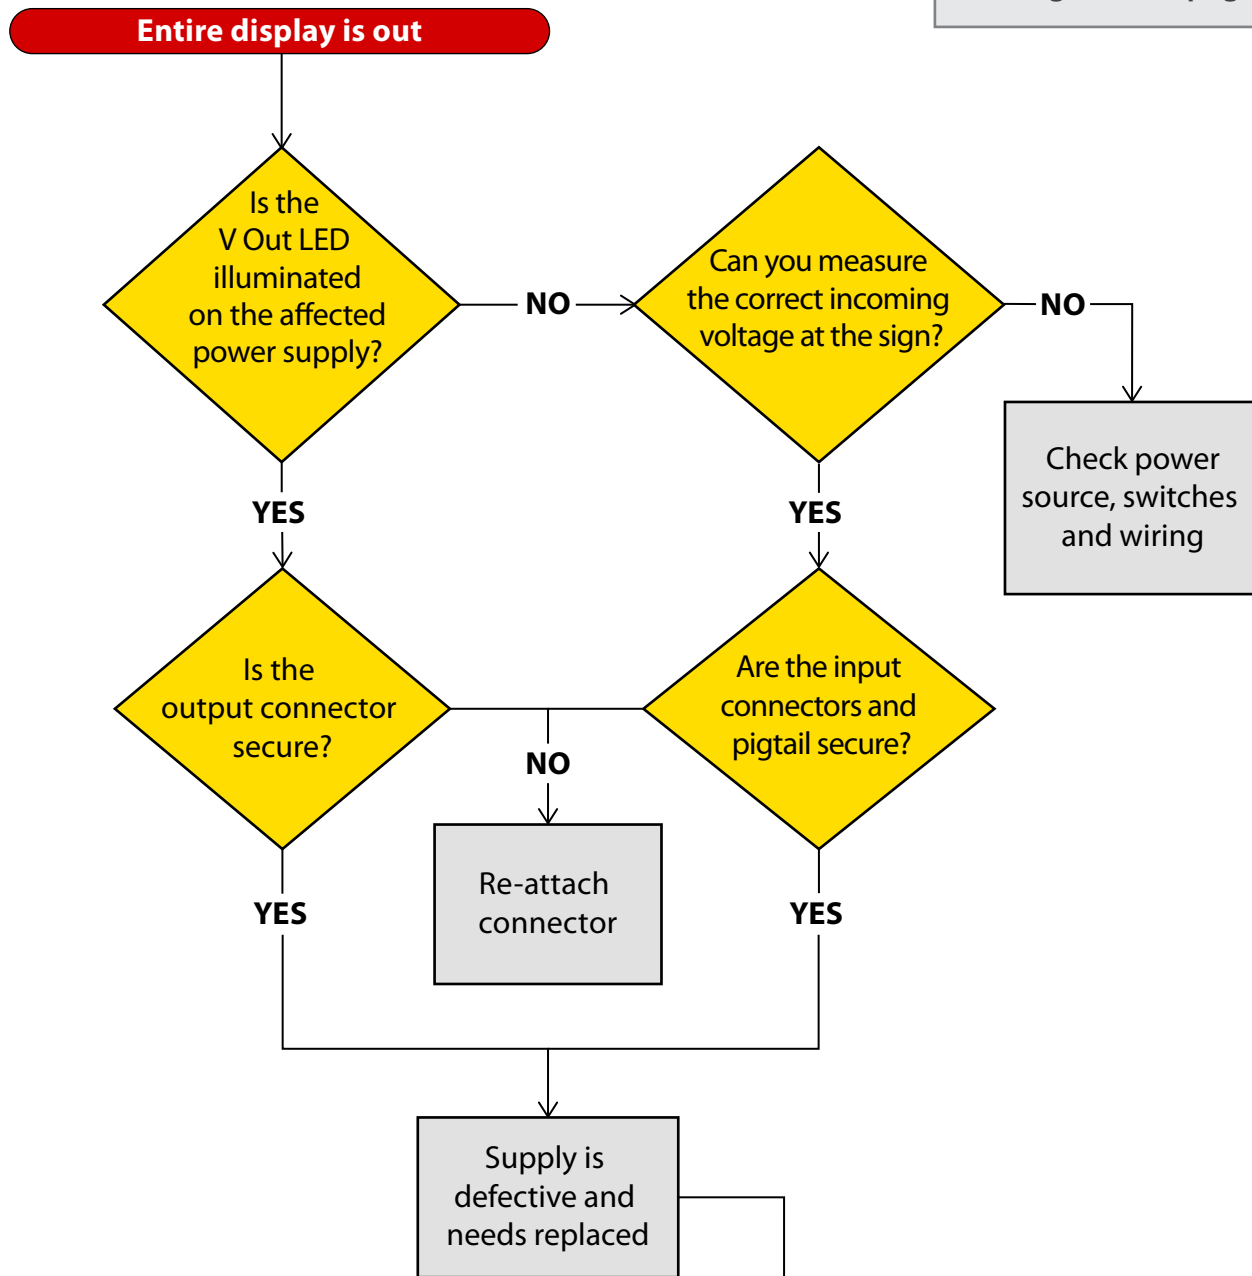 Entire display is out
Is the
V Out LED
illuminated
on the affected
power supply?
NO
Can you measure
the correct incoming
voltage at the sign?
NO
Check power
source, switches
and wiring
YES
YES
Is the
output connector
secure?
Are the input
connectors and
pigtail secure?
NO
Re-attach
connector
YES
YES
Supply is
defective and
needs replaced